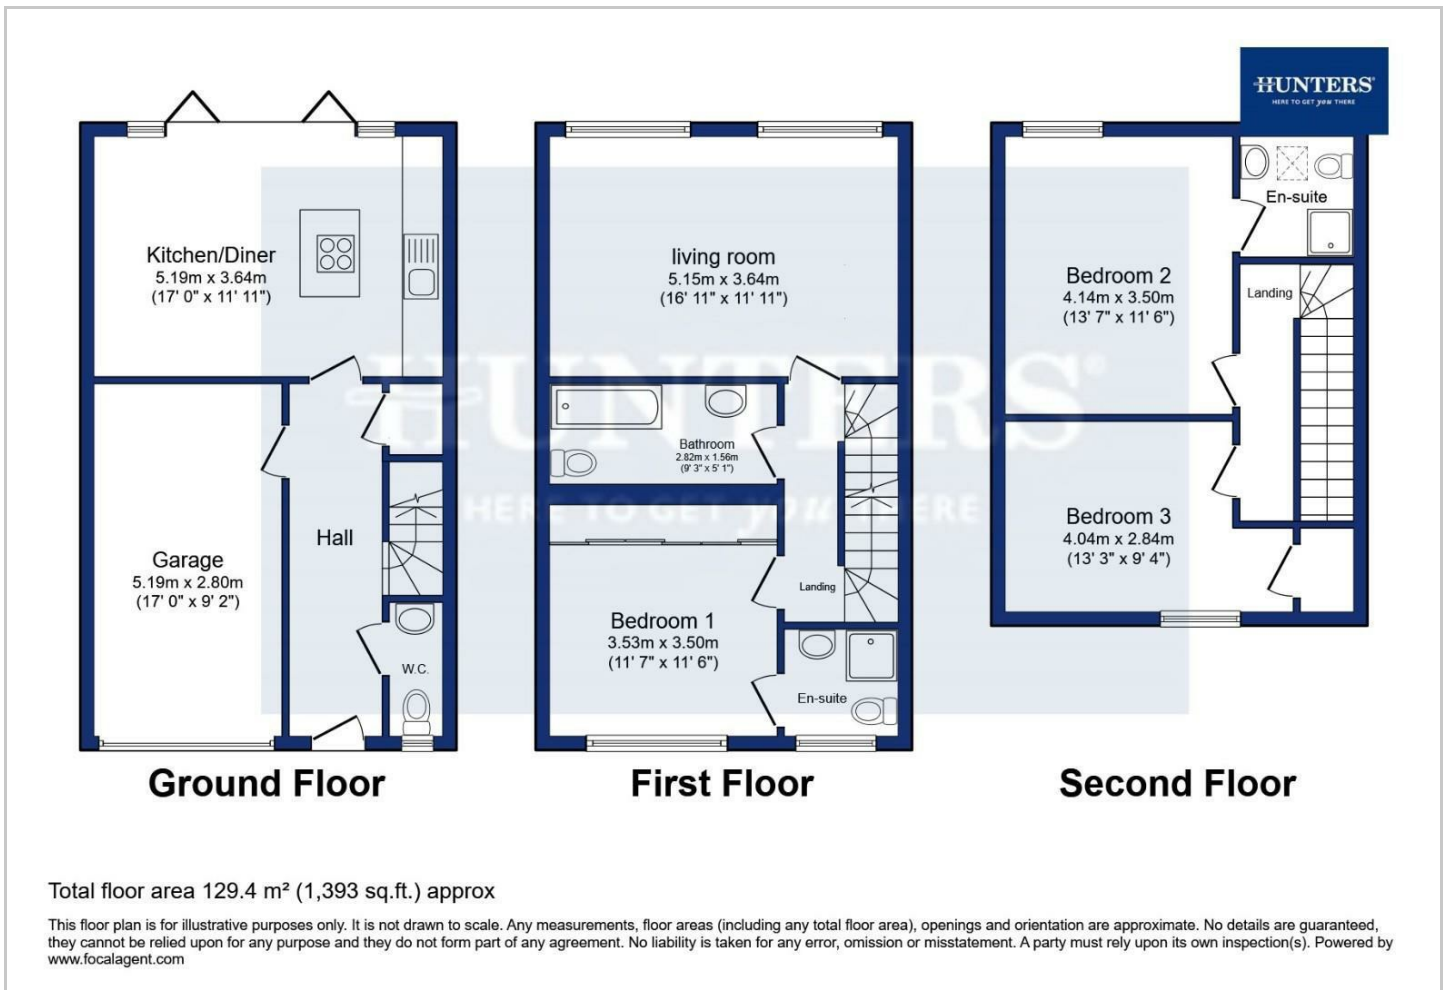 HUNTERS®
HERE TO GET you THERE
Kitchen/Diner
5.19m x 3.64m
(17' 0" x 11' 11")
Garage
5.19m x 2.80m
(17' 0" x 9' 2")
Hall
W.C.
Ground Floor
living room
5.15m x 3.64m
(16' 11" x 11' 11")
Bathroom
2.82m x 1.56m
(9' 3" x 5' 1")
Landing
Bedroom 1
3.53m x 3.50m
(11' 7" x 11' 6")
En-suite
First Floor
En-suite
Bedroom 2
4.14m x 3.50m
(13' 7" x 11' 6")
Landing
Bedroom 3
4.04m x 2.84m
(13' 3" x 9' 4")
Second Floor
HUNTERS®
HERE TO GET you THERE
Total floor area 129.4 m² (1,393 sq.ft.) approx
This floor plan is for illustrative purposes only. It is not drawn to scale. Any measurements, floor areas (including any total floor area), openings and orientation are approximate. No details are guaranteed,
they cannot be relied upon for any purpose and they do not form part of any agreement. No liability is taken for any error, omission or misstatement. A party must rely upon its own inspection(s). Powered by
www.focalagent.com